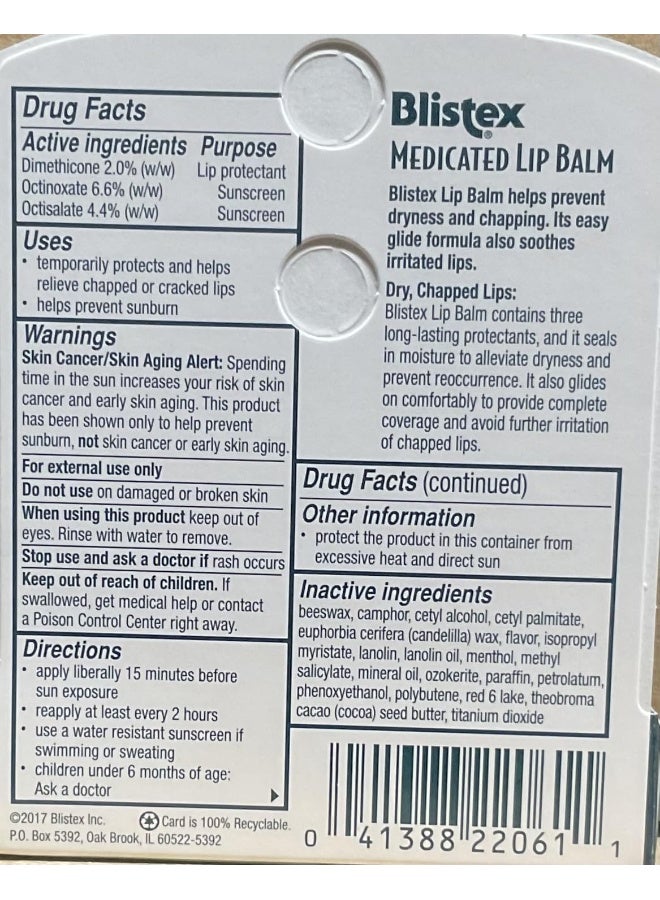 Drug Facts
Active ingredients Purpose
Dimethicone 2.0% (w/w) Lip protectant
Octinoxate 6.6% (w/w) Sunscreen
Octisalate 4.4% (w/w) Sunscreen
Uses
• temporarily protects and helps
relieve chapped or cracked lips
• helps prevent sunburn
Warnings
Skin Cancer/Skin Aging Alert: Spending
time in the sun increases your risk of skin
cancer and early skin aging. This product
has been shown only to help prevent
sunburn, not skin cancer or early skin aging.
For external use only
Do not use on damaged or broken skin
When using this product keep out of
eyes. Rinse with water to remove.
Stop use and ask a doctor if rash occurs
Keep out of reach of children. If
swallowed, get medical help or contact
a Poison Control Center right away.
Directions
• apply liberally 15 minutes before
sun exposure
• reapply at least every 2 hours
• use a water resistant sunscreen if
swimming or sweating
• children under 6 months of age:
Ask a doctor
©2017 Blistex Inc. Card is 100% Recyclable.
P.O. Box 5392, Oak Brook, IL 60522-5392
Blistex®
MEDICATED LIP BALM
Blistex Lip Balm helps prevent
dryness and chapping. Its easy
glide formula also soothes
irritated lips.
Dry, Chapped Lips:
Blistex Lip Balm contains three
long-lasting protectants, and it seals
in moisture to alleviate dryness and
prevent reoccurrence. It also glides
on comfortably to provide complete
coverage and avoid further irritation
of chapped lips.
Drug Facts (continued)
Other information
• protect the product in this container from
excessive heat and direct sun
Inactive ingredients
beeswax, camphor, cetyl alcohol, cetyl palmitate,
euphorbia cerifera (candelilla) wax, flavor, isopropyl
myristate, lanolin, lanolin oil, menthol, methyl
salicylate, mineral oil, ozokerite, paraffin, petrolatum,
phenoxyethanol, polybutene, red 6 lake, theobroma
cacao (cocoa) seed butter, titanium dioxide
0 41388 22061 1